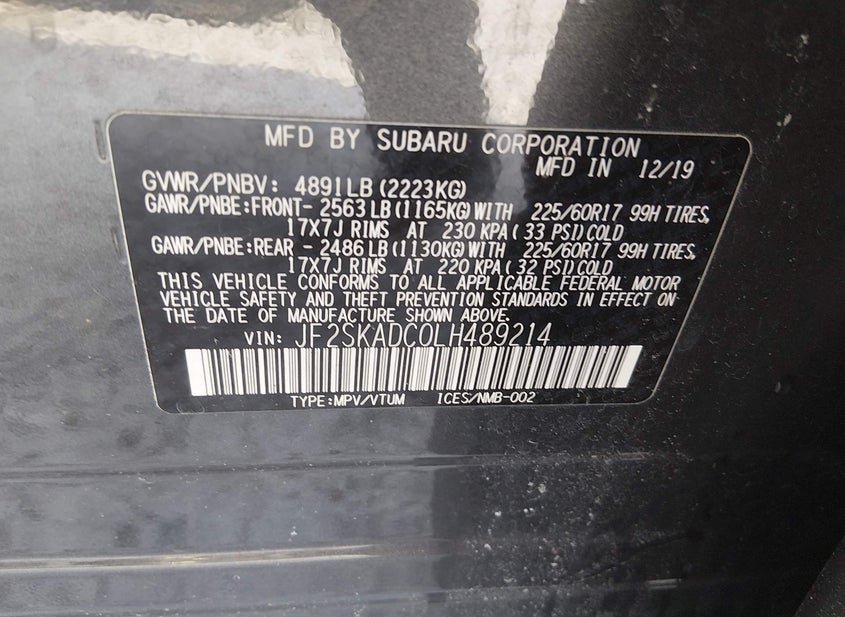 MFD BY SUBARU CORPORATION
MFD IN 12/19
GVWR/PNBV: 4891LB (2223KG)
GAWR/PNBE:FRONT- 2563 LB (1165KG) WITH 225/60R17 99H TIRES,
17X7J RIMS AT 230 KPA ( 33 PSI) COLD
GAWR/PNBE:REAR - 2486 LB (1130KG) WITH 225/60R17 99H TIRES,
17X7J RIMS AT 220 KPA ( 32 PSI) COLD
THIS VEHICLE CONFORMS TO ALL APPLICABLE FEDERAL MOTOR
VEHICLE SAFETY AND THEFT PREVENTION STANDARDS IN EFFECT ON
THE DATE OF MANUFACTURE SHOWN ABOVE.
VIN: JF2SKADC0LH489214
TYPE:MPV/VTUM ICES/NMB-002